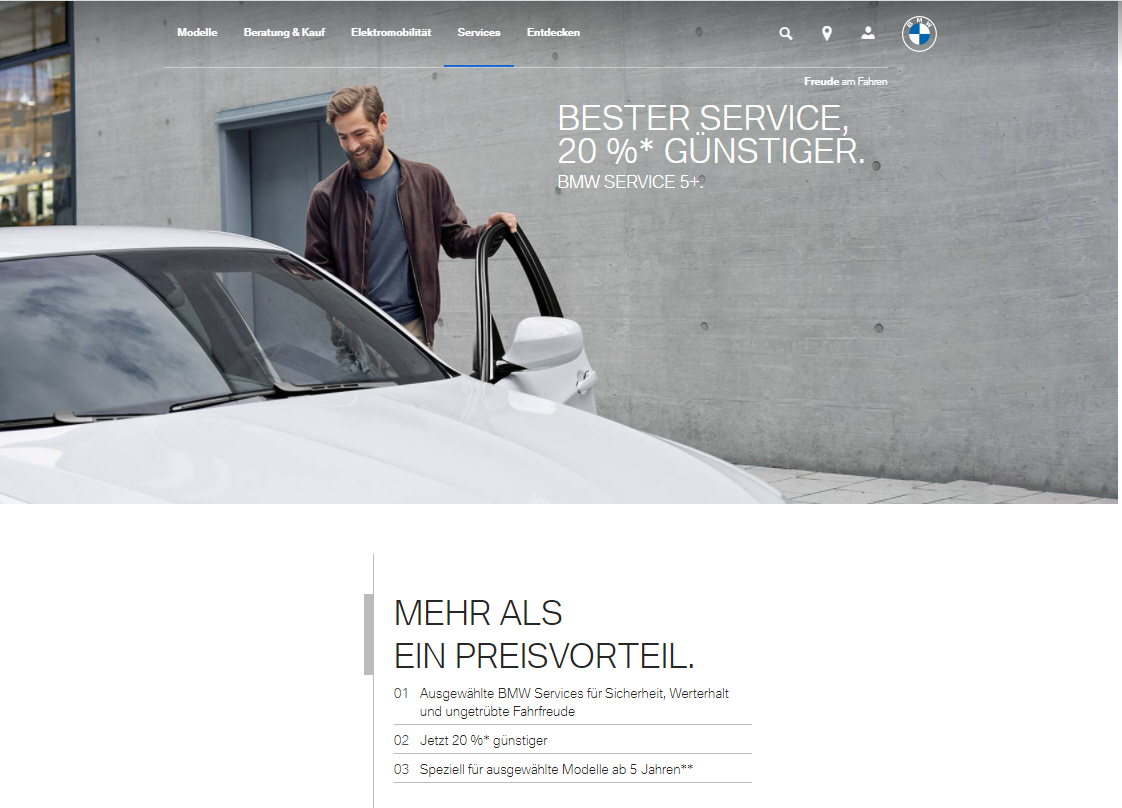 Modelle
Beratung & Kauf
Elektromobilität
Services
Entdecken
BMW
Freude am Fahren
BESTER SERVICE,
20 %* GÜNSTIGER.
BMW SERVICE 5+.
MEHR ALS
EIN PREISVORTEIL.
01 Ausgewählte BMW Services für Sicherheit, Werterhalt
und ungetrübte Fahrfreude
02 Jetzt 20 %* günstiger
03 Speziell für ausgewählte Modelle ab 5 Jahren**